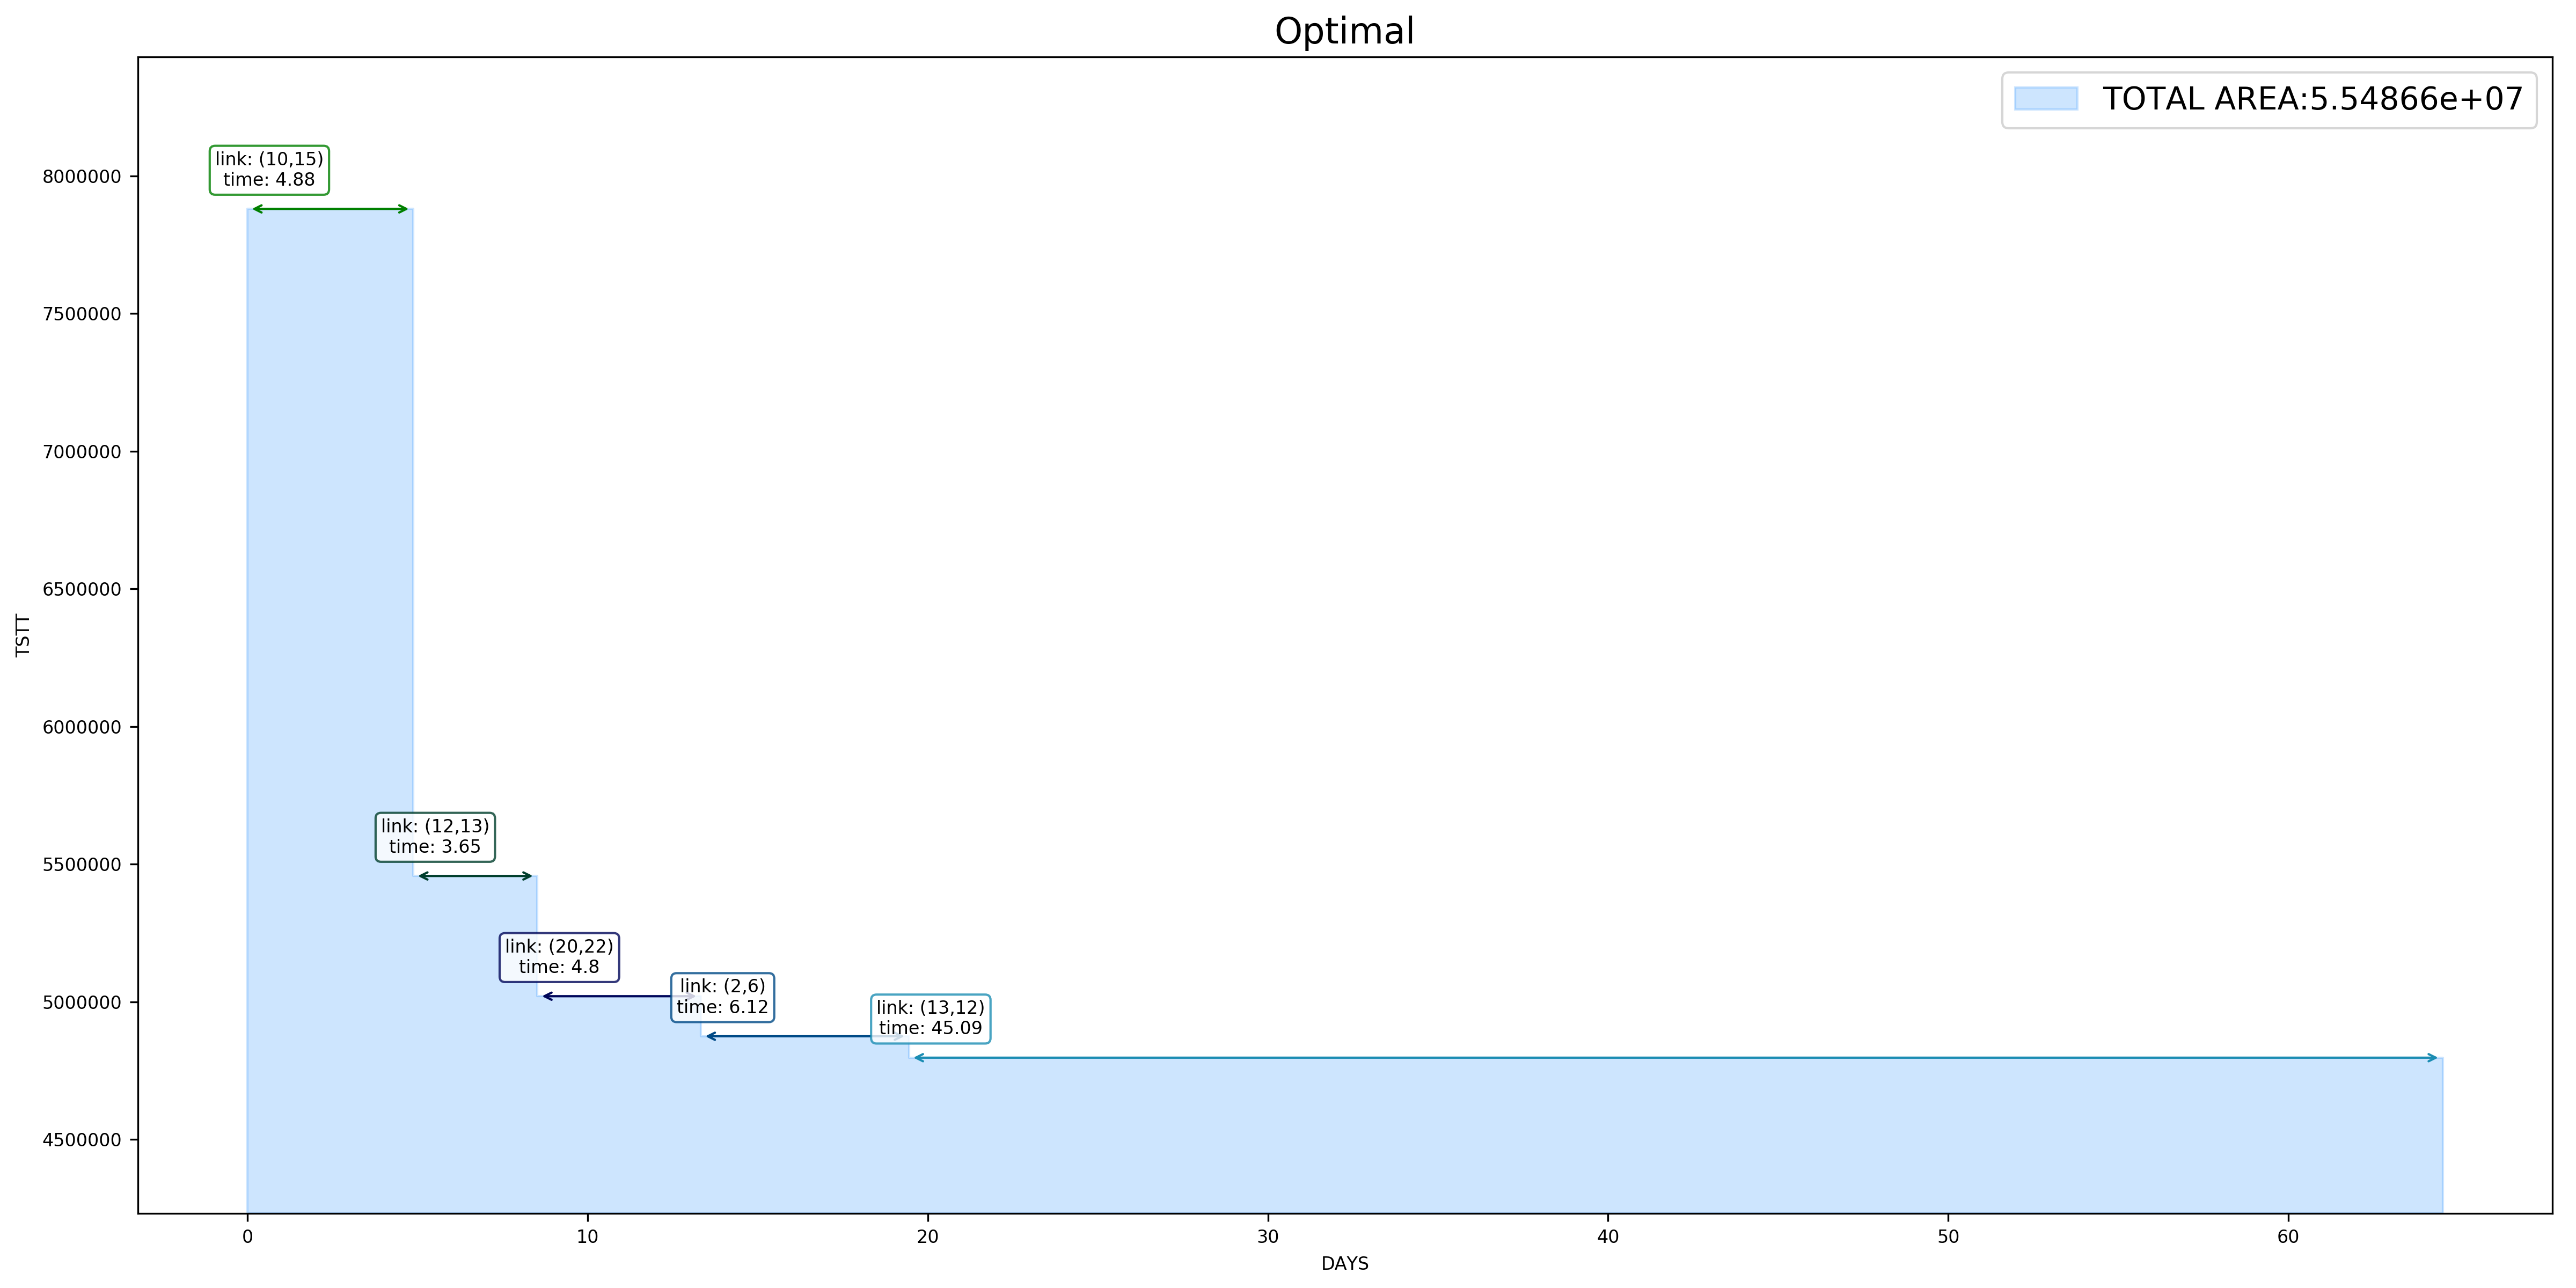 Optimal
TOTAL AREA:5.54866e+07
link: (10,15)
time: 4.88
8000000
7500000
7000000
6500000
TSTT
6000000
link: (12,13)
time: 3.65
5500000
link: (20,22)
time: 4.8
link: (2,6)
time: 6.12
link: (13,12)
time: 45.09
5000000
4500000
0 10 20 30 40 50 60
DAYS